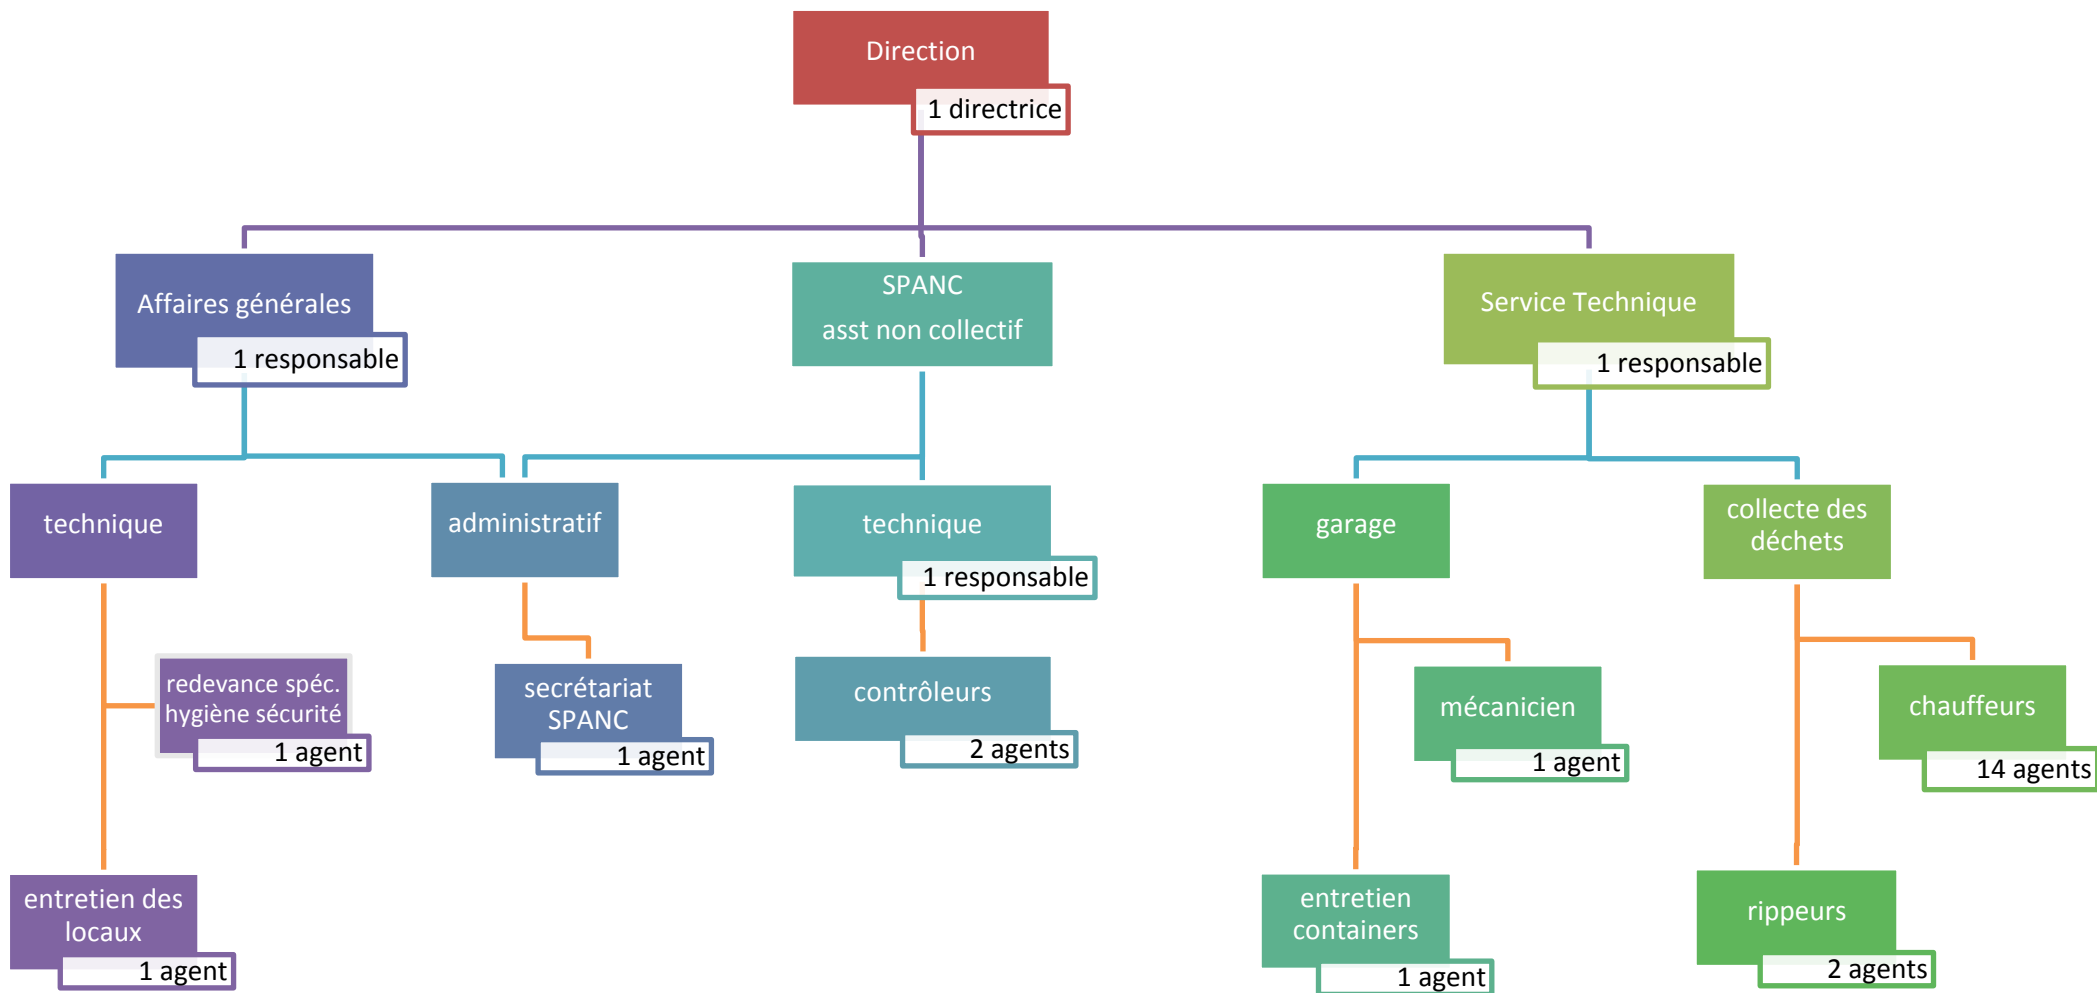 Direction
1 directrice
Affaires générales
1 responsable
SPANC
asst non collectif
Service Technique
1 responsable
technique
administratif
technique
1 responsable
garage
collecte des
déchets
redevance spéc.
hygiène sécurité
1 agent
secrétariat
SPANC
1 agent
contrôleurs
2 agents
mécanicien
1 agent
chauffeurs
14 agents
entretien des
locaux
1 agent
entretien
containers
1 agent
rippeurs
2 agents